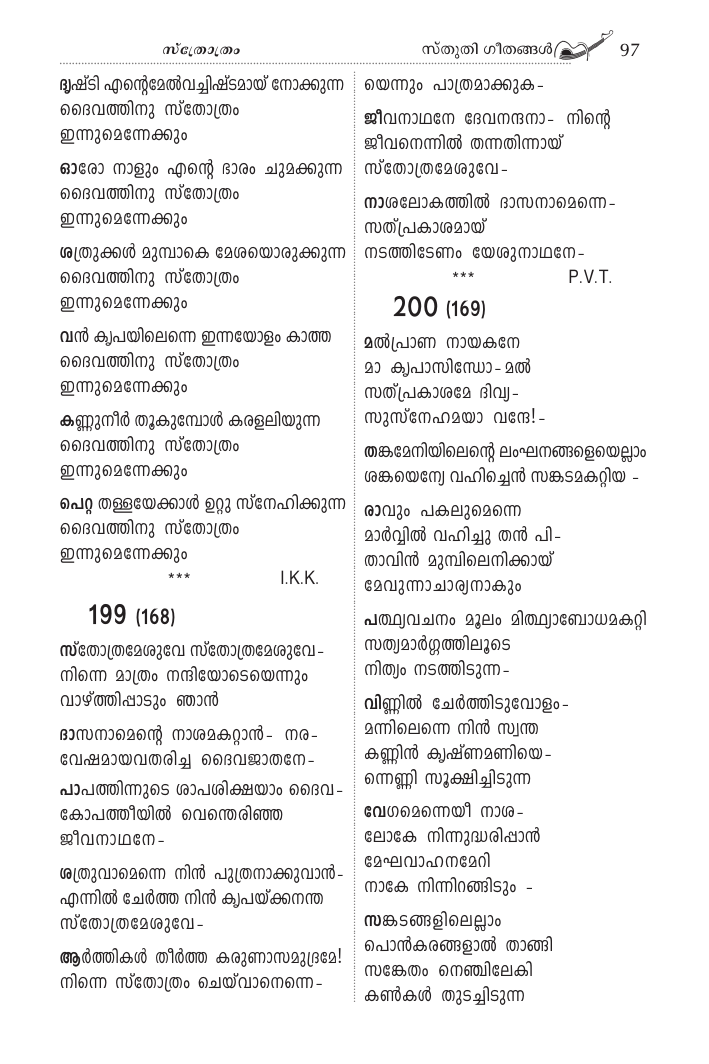 സ്ത്രോത്രം
സ്തുതി ഗീതങ്ങൾ
97
ദൃഷ്ടി എന്റെമേൽവച്ചിഷ്ടമായ് നോക്കുന്ന
ദൈവത്തിനു സ്തോത്രം
ഇന്നുമെന്നേക്കും
ഓരോ നാളും എന്റെ ഭാരം ചുമക്കുന്ന
ദൈവത്തിനു സ്തോത്രം
ഇന്നുമെന്നേക്കും
ശത്രുക്കൾ മുമ്പാകെ മേശയൊരുക്കുന്ന
ദൈവത്തിനു സ്തോത്രം
ഇന്നുമെന്നേക്കും
വൻ കൃപയിലെന്നെ ഇന്നയോളം കാത്ത
ദൈവത്തിനു സ്തോത്രം
ഇന്നുമെന്നേക്കും
കണ്ണുനീർ തൂകുമ്പോൾ കരളലിയുന്ന
ദൈവത്തിനു സ്തോത്രം
ഇന്നുമെന്നേക്കും
പെറ്റ തള്ളയേക്കാൾ ഉറ്റു സ്നേഹിക്കുന്ന
ദൈവത്തിനു സ്തോത്രം
ഇന്നുമെന്നേക്കും
*** I.K.K.
199 (168)
സ്തോത്രമേശുവേ സ്തോത്രമേശുവേ-
നിന്നെ മാത്രം നന്ദിയോടെയെന്നും
വാഴ്ത്തിപ്പാടും ഞാൻ
ദാസനാമെന്റെ നാശമകറ്റാൻ- നര-
വേഷമായവതരിച്ച ദൈവജാതനേ-
പാപത്തിന്നുടെ ശാപശിക്ഷയാം ദൈവ-
കോപത്തീയിൽ വെന്തെരിഞ്ഞ
ജീവനാഥനേ-
ശത്രുവാമെന്നെ നിൻ പുത്രനാക്കുവാൻ-
എന്നിൽ ചേർത്ത നിൻ കൃപയ്ക്കനന്ത
സ്തോത്രമേശുവേ-
ആർത്തികൾ തീർത്ത കരുണാസമുദ്രമേ!
നിന്നെ സ്തോത്രം ചെയ്‌വാനെന്നെ-
യെന്നും പാത്രമാക്കുക-
ജീവനാഥനേ ദേവനന്ദനാ- നിന്റെ
ജീവനെന്നിൽ തന്നതിന്നായ്
സ്തോത്രമേശുവേ-
നാശലോകത്തിൽ ദാസനാമെന്നെ-
സത്പ്രകാശമായ്
നടത്തിടേണം യേശുനാഥനേ-
*** P.V.T.
200 (169)
മൽപ്രാണ നായകനേ
മാ കൃപാസിന്ധോ-മൽ
സത്പ്രകാശമേ ദിവ്യ-
സുസ്നേഹമയാ വന്ദേ!-
തങ്കമേനിയിലെന്റെ ലംഘനങ്ങളെയെല്ലാം
ശങ്കയെന്യേ വഹിച്ചെൻ സങ്കടമകറ്റിയ -
രാവും പകലുമെന്നെ
മാർവ്വിൽ വഹിച്ചു തൻ പി-
താവിൻ മുമ്പിലെനിക്കായ്
മേവുന്നാചാര്യനാകും
പത്ഥ്യവചനം മൂലം മിത്ഥ്യാബോധമകറ്റി
സത്യമാർഗ്ഗത്തിലൂടെ
നിത്യം നടത്തിടുന്ന-
വിണ്ണിൽ ചേർത്തിടുവോളം-
മന്നിലെന്നെ നിൻ സ്വന്ത
കണ്ണിൻ കൃഷ്ണമണിയെ-
ന്നെണ്ണി സൂക്ഷിച്ചിടുന്ന
വേഗമെന്നെയീ നാശ-
ലോകേ നിന്നുദ്ധരിപ്പാൻ
മേഘവാഹനമേറി
നാകേ നിന്നിറങ്ങിടും -
സങ്കടങ്ങളിലെല്ലാം
പൊൻകരങ്ങളാൽ താങ്ങി
സങ്കേതം നെഞ്ചിലേകി
കൺകൾ തുടച്ചിടുന്ന